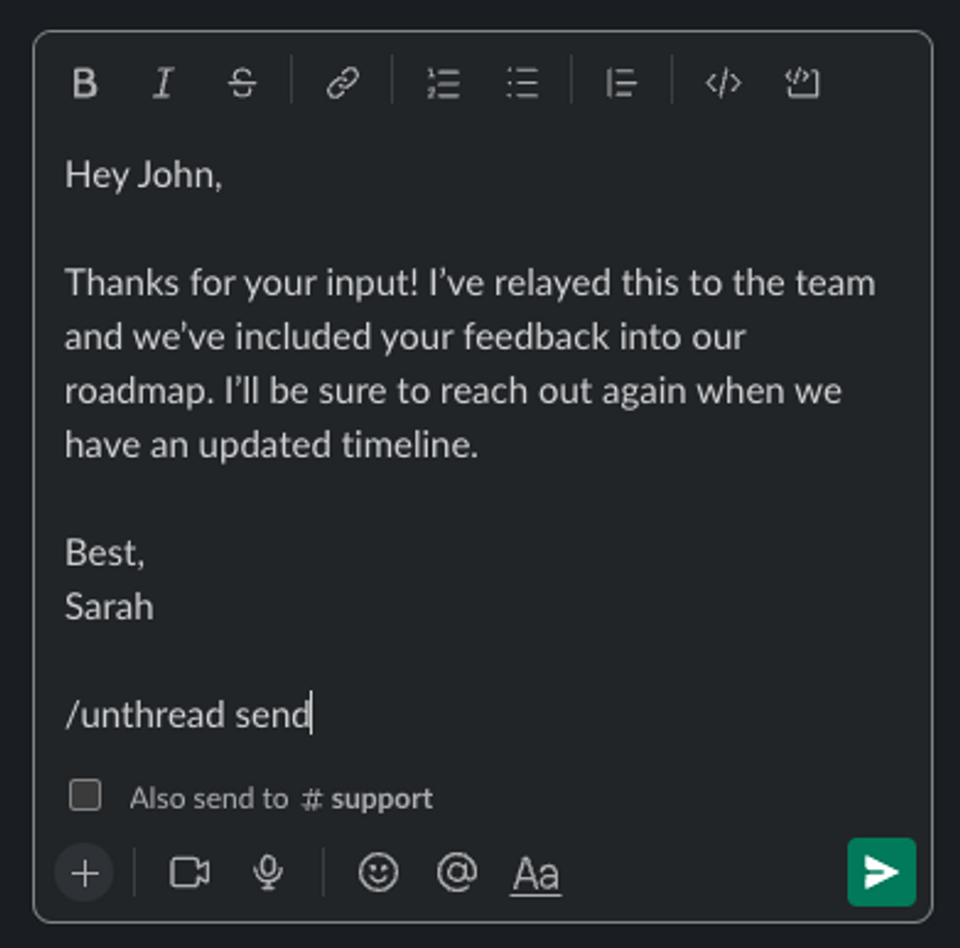 B I S
Hey John,
Thanks for your input! I’ve relayed this to the team
and we’ve included your feedback into our
roadmap. I’ll be sure to reach out again when we
have an updated timeline.
Best,
Sarah
/unthread send
Also send to # support
@ Aa